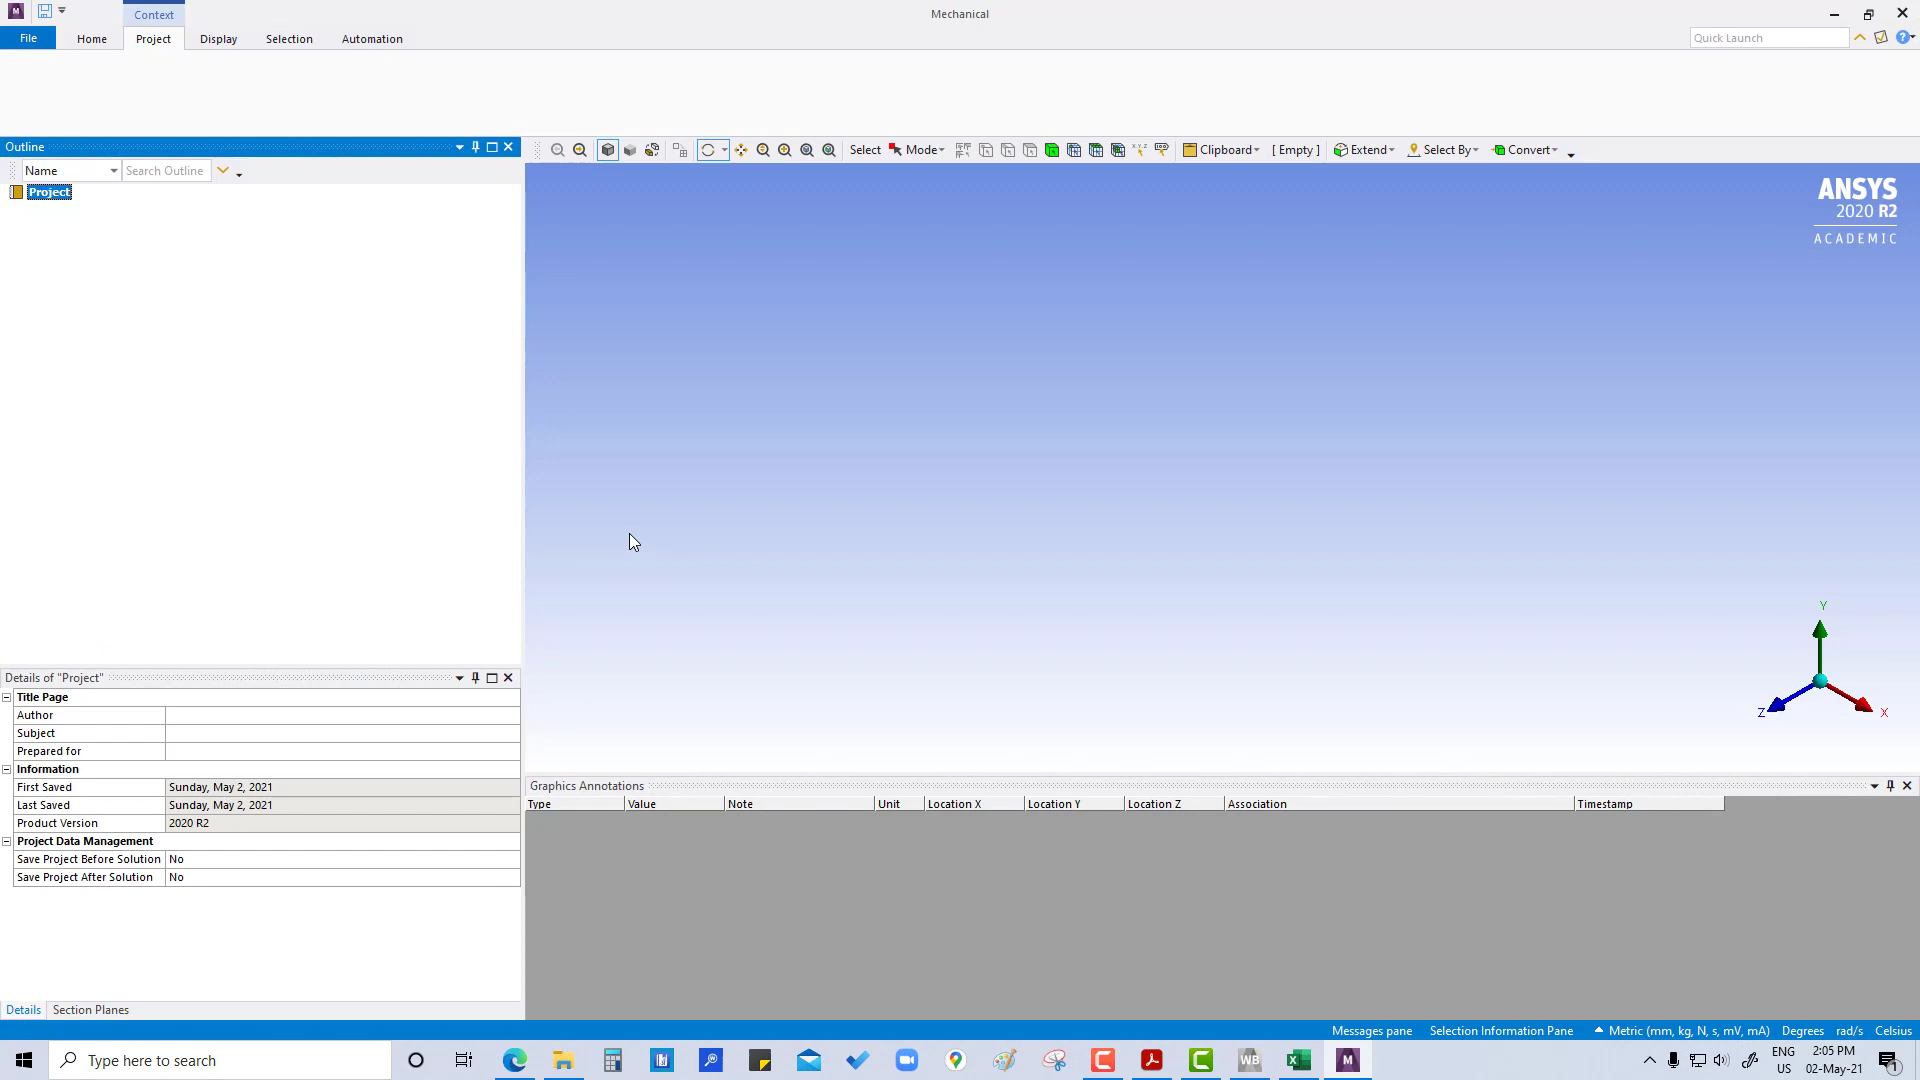 Context
Mechanical
File
Home
Project
Display
Selection
Automation
Quick Launch
Outline
Name
Search Outline
Project
Select
Mode
Clipboard
[ Empty ]
Extend
Select By
Convert
ANSYS
2020 R2
ACADEMIC
Y
Z
X
Details of "Project"
Title Page
Author
Subject
Prepared for
Information
First Saved Sunday, May 2, 2021
Last Saved Sunday, May 2, 2021
Product Version 2020 R2
Project Data Management
Save Project Before Solution No
Save Project After Solution No
Details
Section Planes
Graphics Annotations
Type Value Note Unit Location X Location Y Location Z Association Timestamp
Messages pane
Selection Information Pane
Metric (mm, kg, N, s, mV, mA)
Degrees
rad/s
Celsius
Type here to search
WB
M
ENG
US
2:05 PM
02-May-21
1